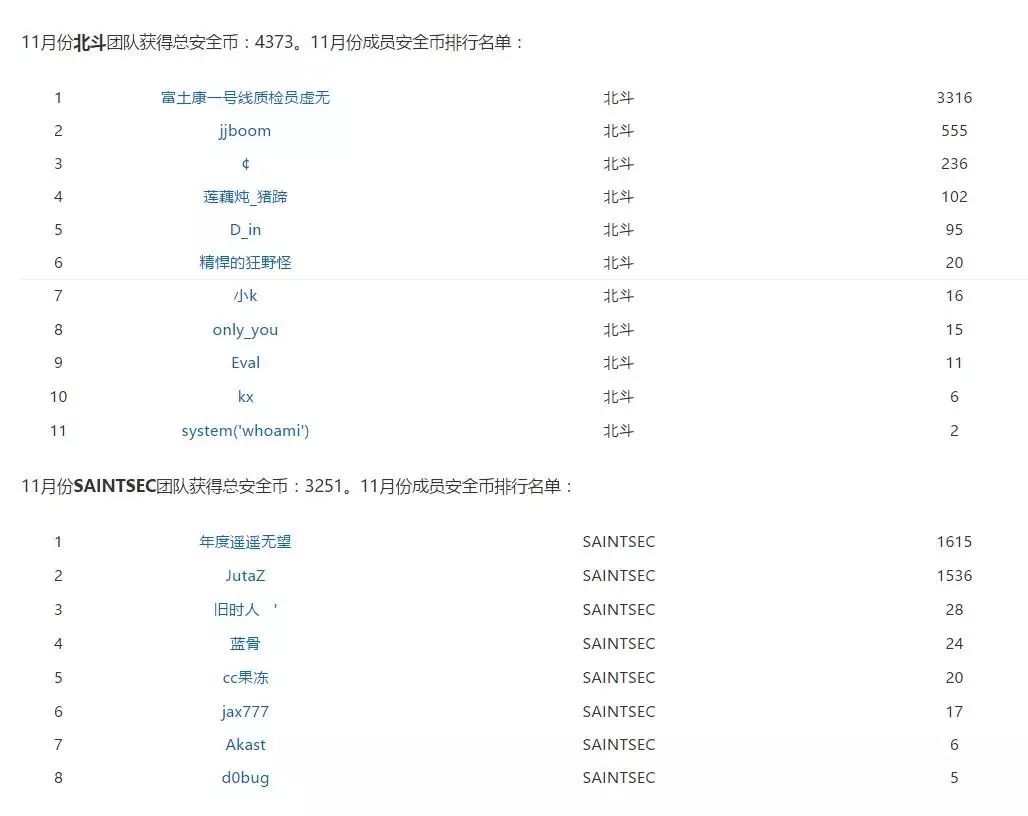 11月份北斗团队获得总安全币：4373。11月份成员安全币排行名单：
1 富土康一号线质检员虚无 北斗 3316
2 jjboom 北斗 555
3 ¢ 北斗 236
4 莲藕炖_猪蹄 北斗 102
5 D_in 北斗 95
6 精悍的狂野怪 北斗 20
7 小k 北斗 16
8 only_you 北斗 15
9 Eval 北斗 11
10 kx 北斗 6
11 system('whoami') 北斗 2
11月份SAINTSEC团队获得总安全币：3251。11月份成员安全币排行名单：
1 年度遥遥无望 SAINTSEC 1615
2 JutaZ SAINTSEC 1536
3 旧时人 ' SAINTSEC 28
4 蓝骨 SAINTSEC 24
5 cc果冻 SAINTSEC 20
6 jax777 SAINTSEC 17
7 Akast SAINTSEC 6
8 d0bug SAINTSEC 5